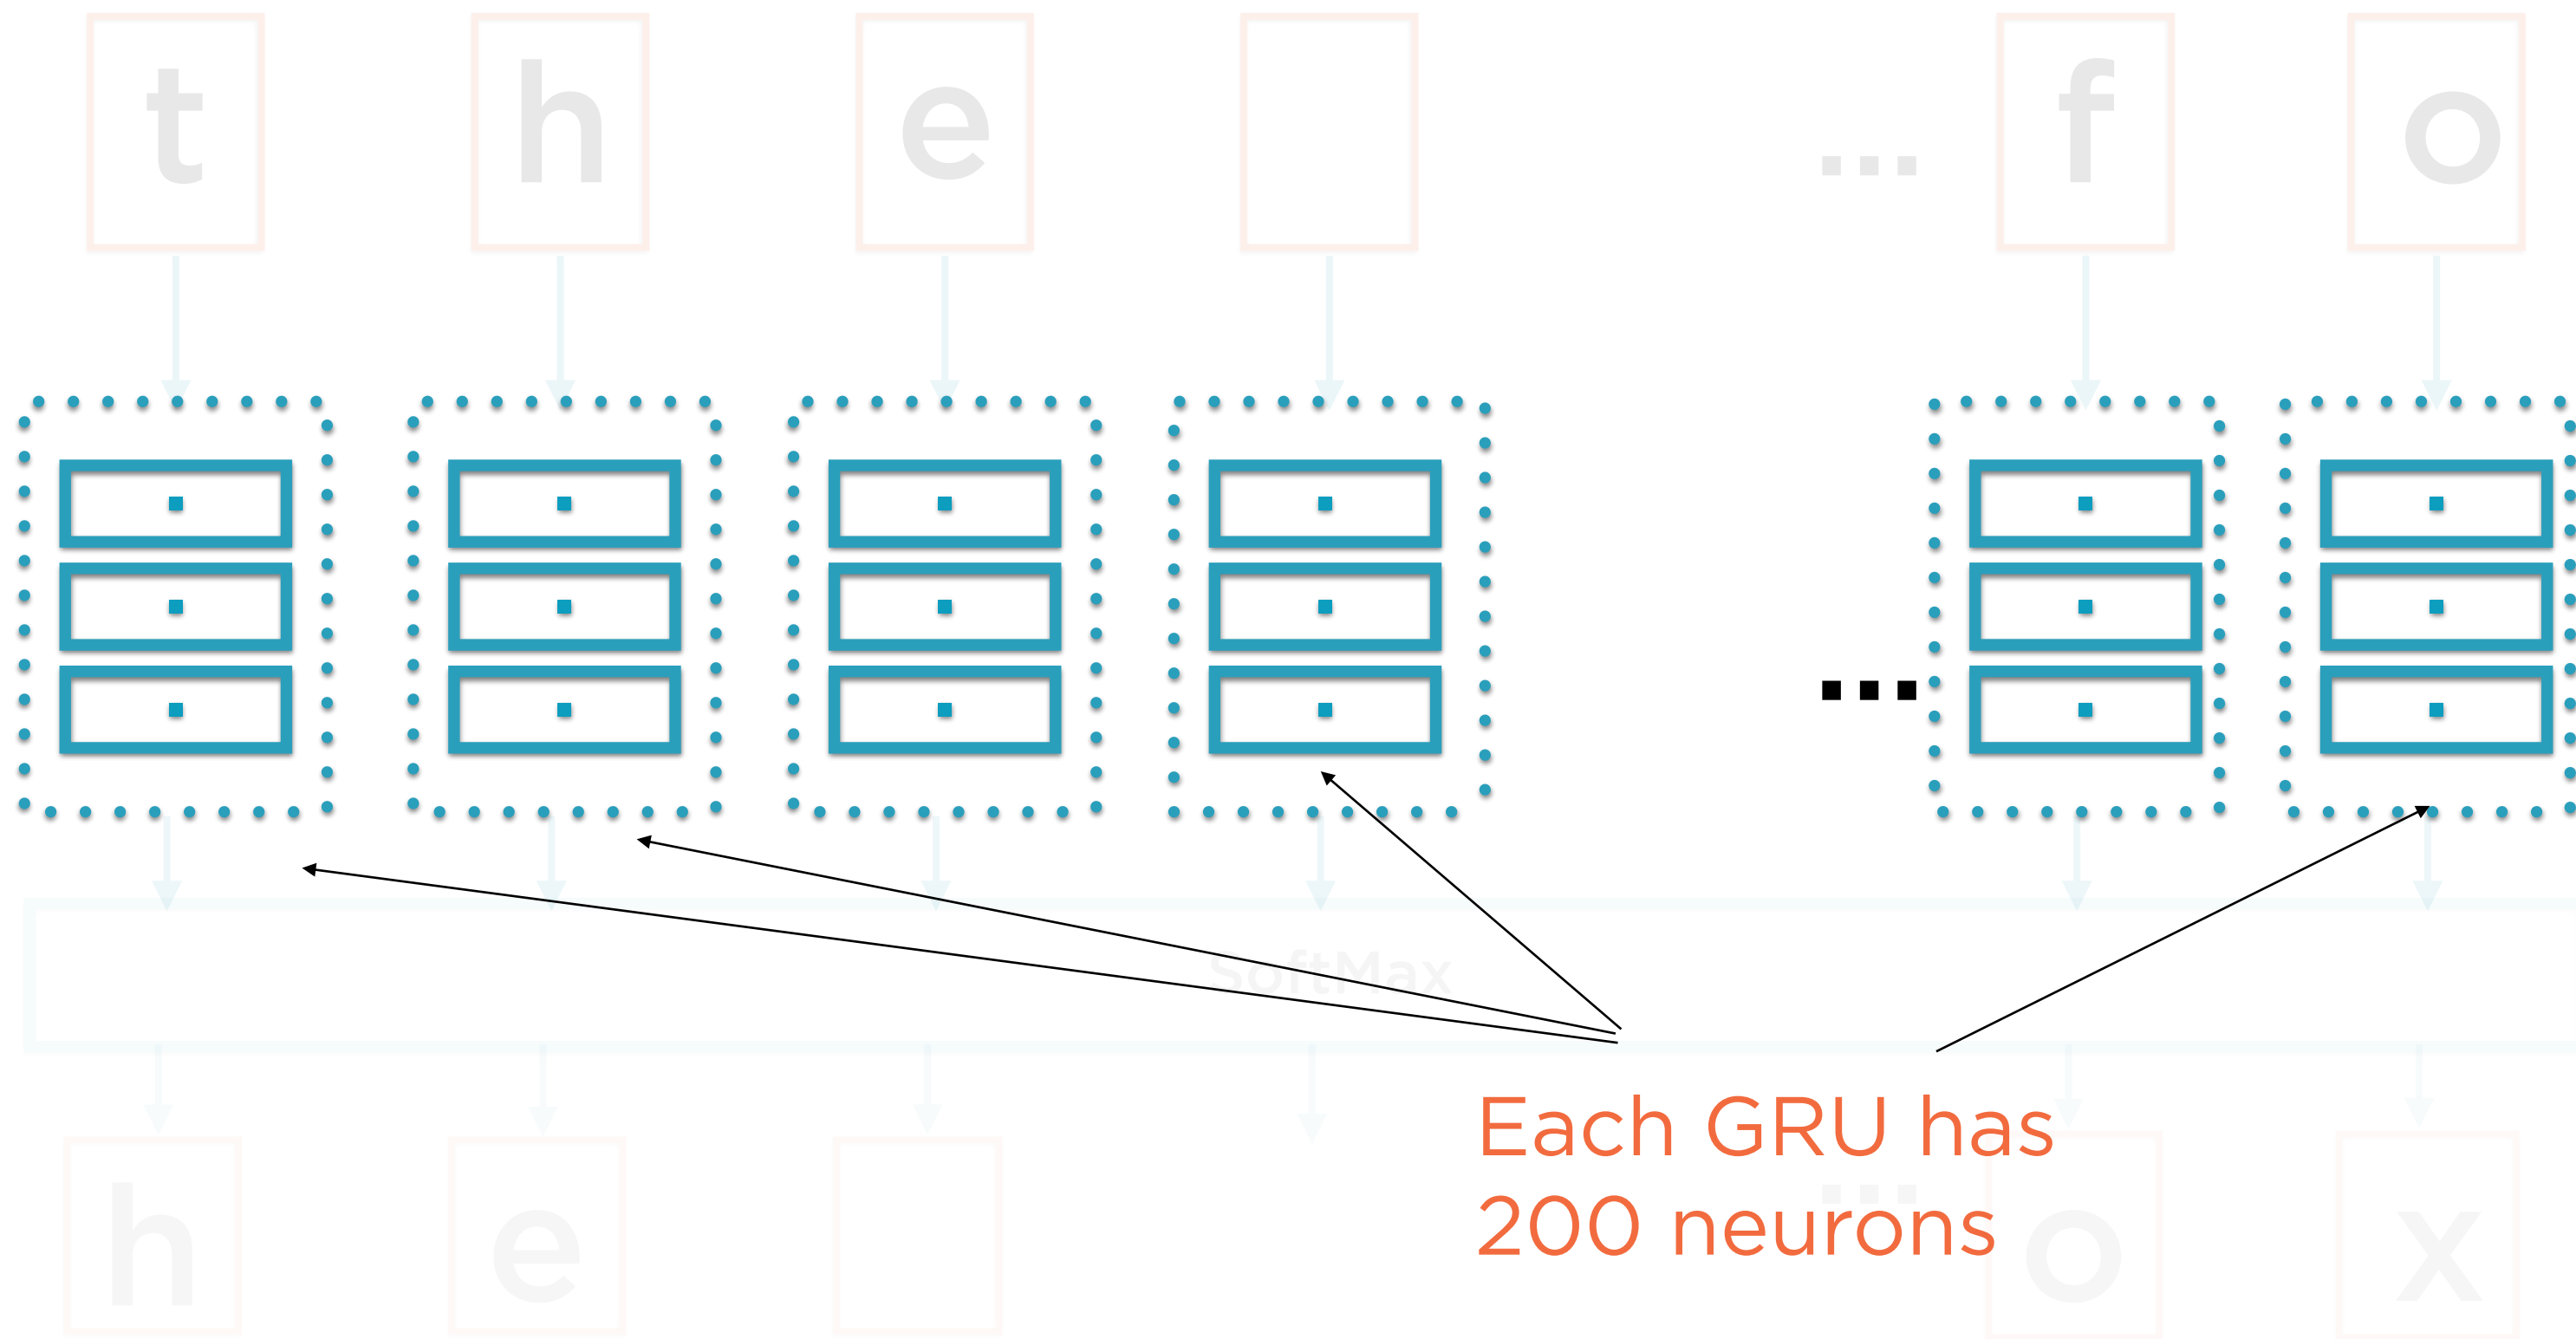 t h e ... f o
...
SoftMax
Each GRU has
200 neurons
h e ... o x